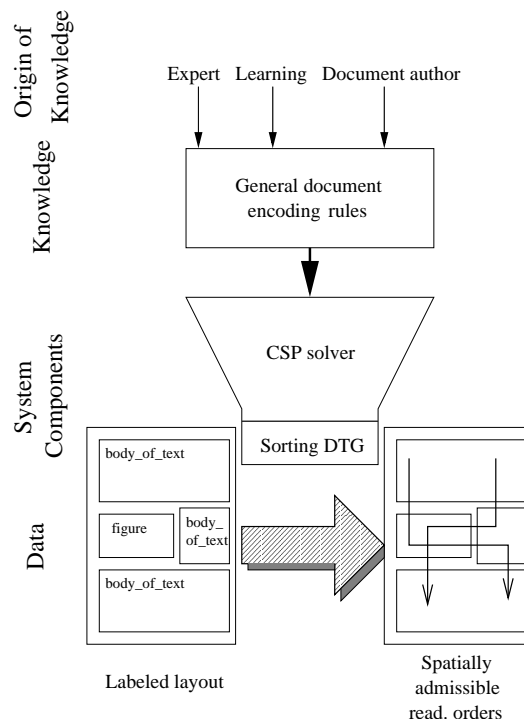 Origin of
Knowledge
Expert
Learning
Document author
Knowledge
General document
encoding rules
System
Components
CSP solver
Sorting DTG
Data
body_of_text
figure
body_
of_text
body_of_text
Labeled layout
Spatially
admissible
read. orders